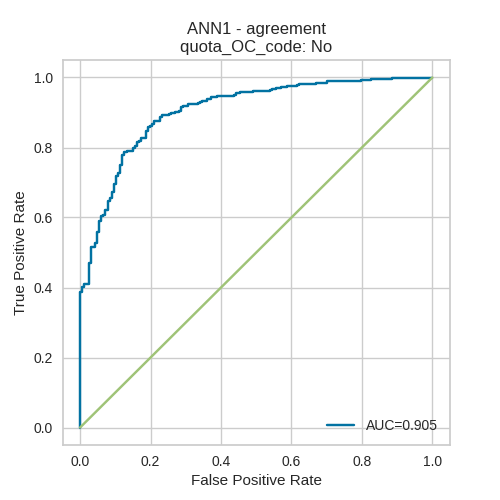 ANN1 - agreement
quota_OC_code: No
True Positive Rate
1.0
0.8
0.6
0.4
0.2
0.0
AUC=0.905
0.0 0.2 0.4 0.6 0.8 1.0
False Positive Rate